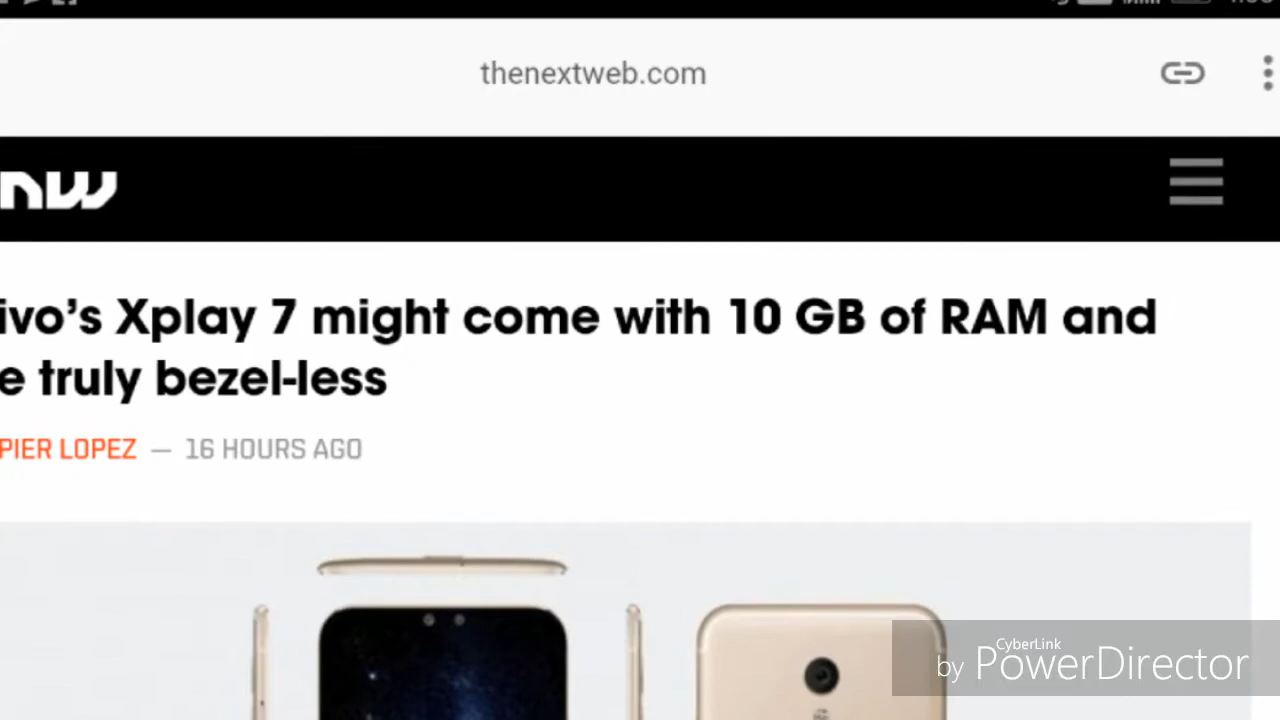 thenextweb.com
nw
ivo's Xplay 7 might come with 10 GB of RAM and
e truly bezel-less
PIER LOPEZ — 16 HOURS AGO
CyberLink
by PowerDirector